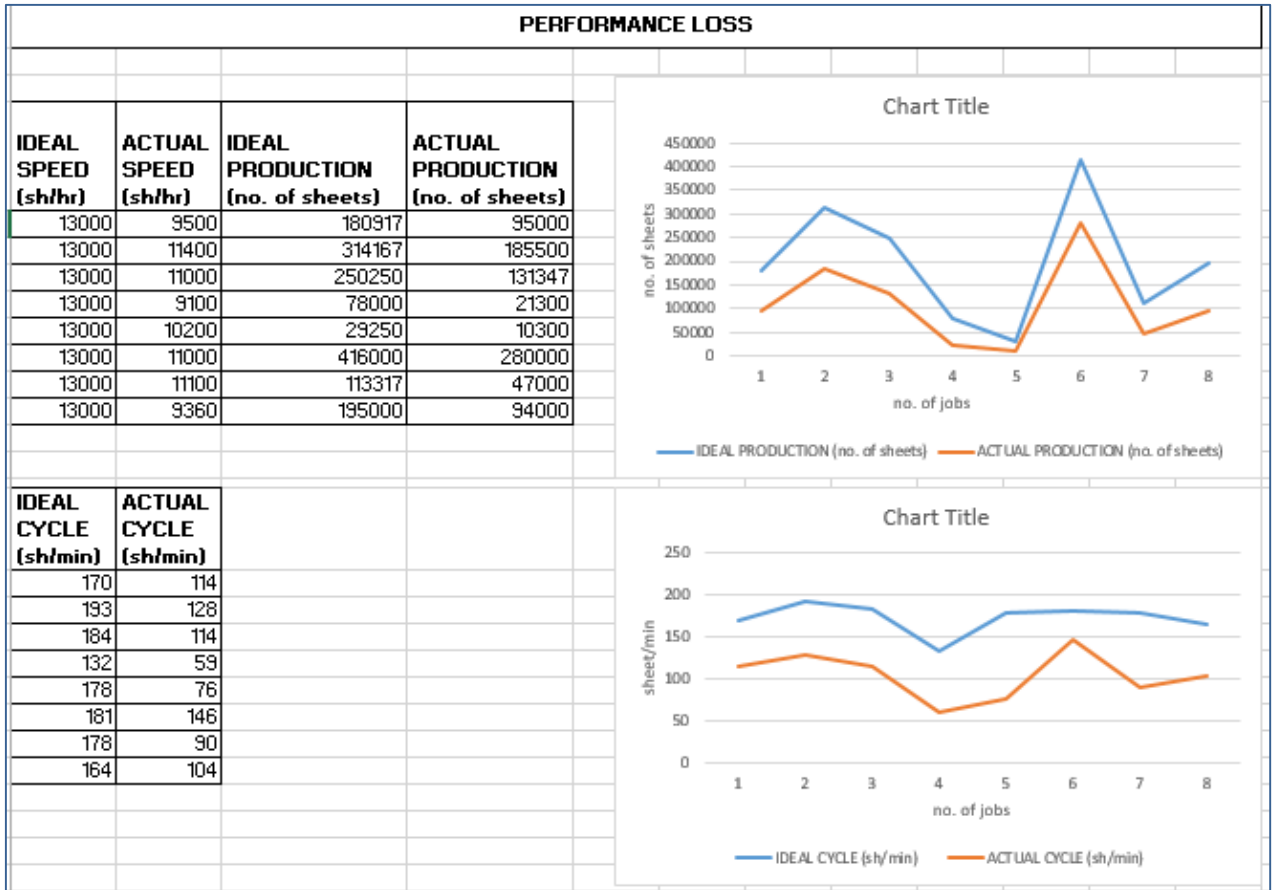 PERFORMANCE LOSS
IDEAL SPEED (sh/hr) ACTUAL SPEED (sh/hr) IDEAL PRODUCTION (no. of sheets) ACTUAL PRODUCTION (no. of sheets)
13000 9500 180917 95000
13000 11400 314167 185500
13000 11000 250250 131347
13000 9100 78000 21300
13000 10200 29250 10300
13000 11000 416000 280000
13000 11100 113317 47000
13000 9360 195000 94000
Chart Title
450000
400000
350000
300000
250000
200000
150000
100000
50000
0
no. of sheets
1 2 3 4 5 6 7 8
no. of jobs
IDEAL PRODUCTION (no. of sheets) ACTUAL PRODUCTION (no. of sheets)
IDEAL CYCLE (sh/min) ACTUAL CYCLE (sh/min)
170 114
193 128
184 114
132 59
178 76
181 146
178 90
164 104
Chart Title
250
200
150
100
50
0
sheet/min
1 2 3 4 5 6 7 8
no. of jobs
IDEAL CYCLE (sh/min) ACTUAL CYCLE (sh/min)